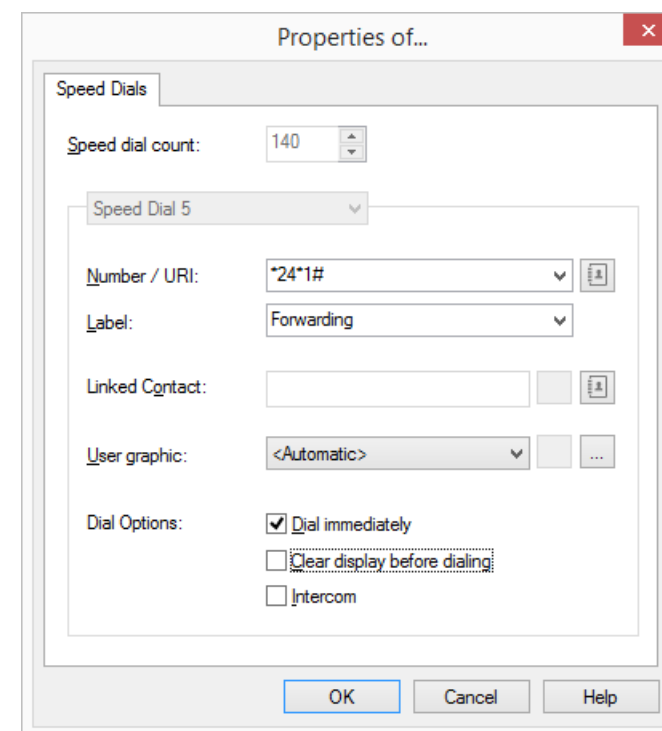 Properties of...
Speed Dials
Speed dial count: 140
Speed Dial 5
Number / URI: *24*1#
Label: Forwarding
Linked Contact:
User graphic: <Automatic> ...
Dial Options: Dial immediately
Clear display before dialing
Intercom
OK Cancel Help